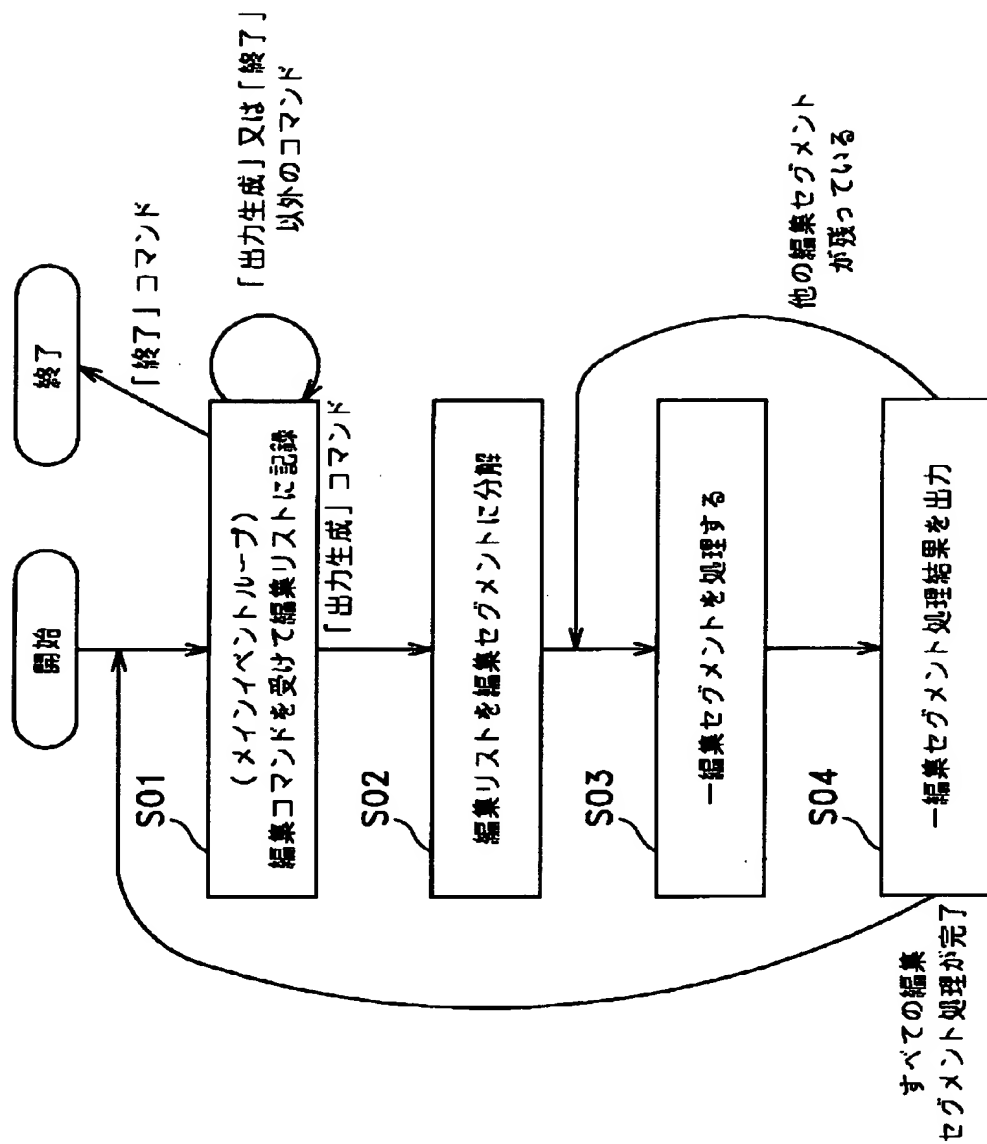 開始
終了
「終了」コマンド
S01
(メインイベントループ)
編集コマンドを受けて編集リストに記録
「出力生成」又は「終了」
以外のコマンド
「出力生成」コマンド
S02
編集リストを編集セグメントに分解
S03
一編集セグメントを処理する
他の編集セグメント
が残っている
S04
一編集セグメント処理結果を出力
すべての編集
セグメント処理が完了